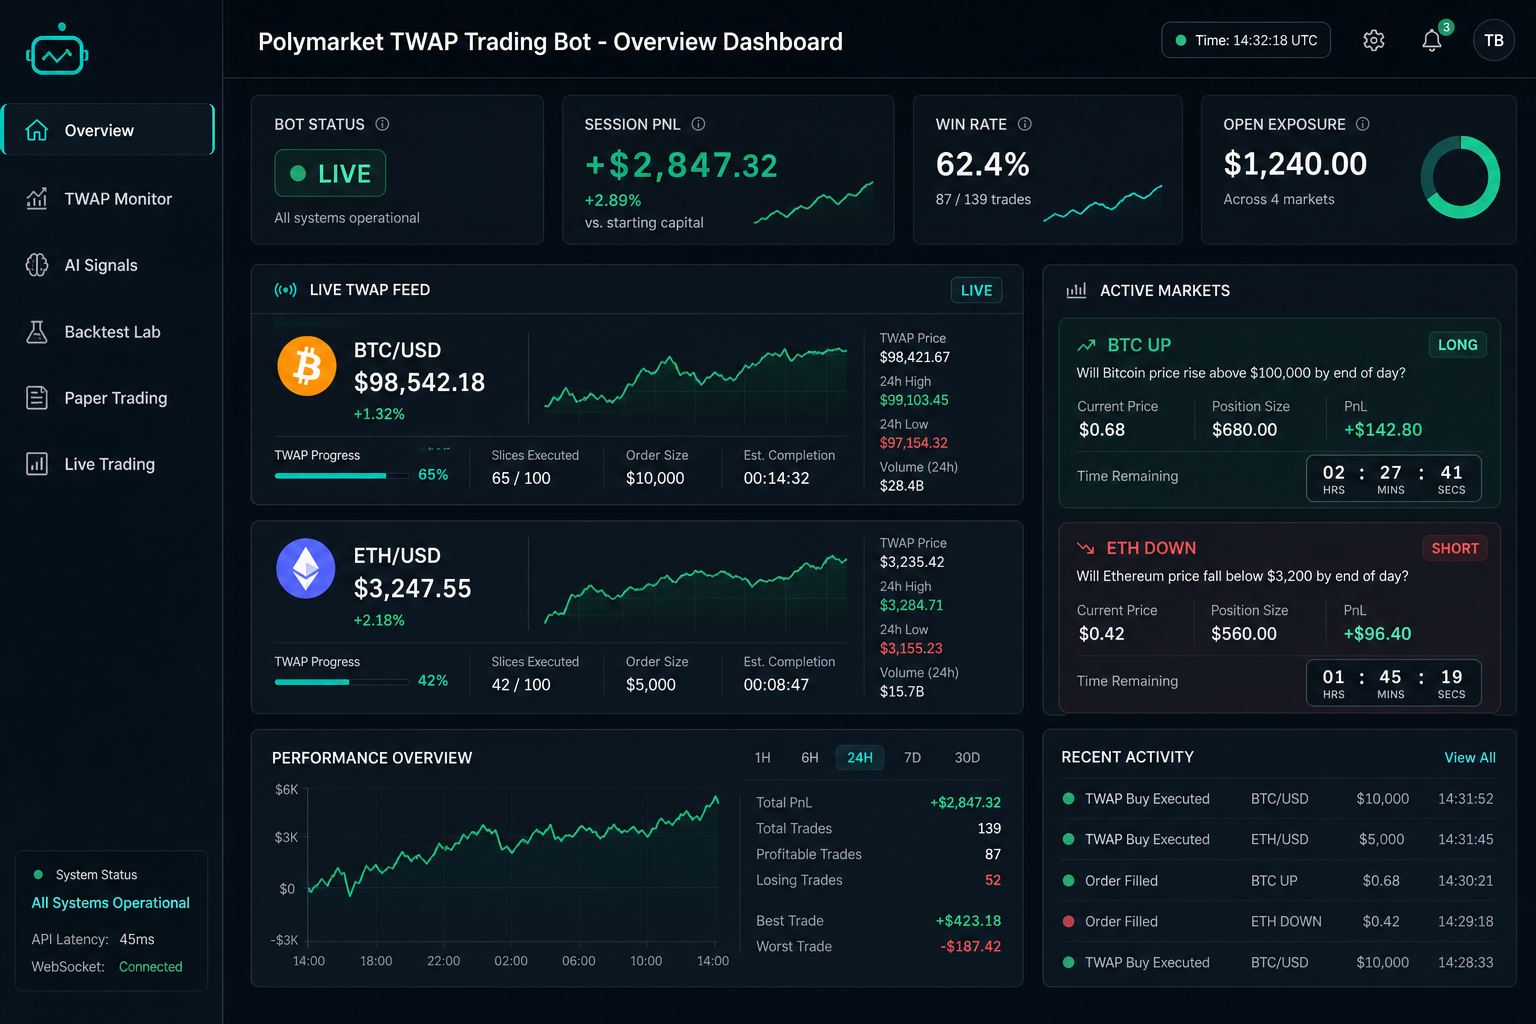 Polymarket TWAP Trading Bot - Overview Dashboard
Time: 14:32:18 UTC
3
TB
Overview
TWAP Monitor
AI Signals
Backtest Lab
Paper Trading
Live Trading
System Status
All Systems Operational
API Latency: 45ms
WebSocket: Connected
BOT STATUS
LIVE
All systems operational
SESSION PNL
+$2,847.32
+2.89%
vs. starting capital
WIN RATE
62.4%
87 / 139 trades
OPEN EXPOSURE
$1,240.00
Across 4 markets
LIVE TWAP FEED
LIVE
BTC/USD
$98,542.18
+1.32%
TWAP Price
$98,421.67
24h High
$99,103.45
24h Low
$97,154.32
Volume (24h)
$28.4B
TWAP Progress
65%
Slices Executed
65 / 100
Order Size
$10,000
Est. Completion
00:14:32
ETH/USD
$3,247.55
+2.18%
TWAP Price
$3,235.42
24h High
$3,284.71
24h Low
$3,155.23
Volume (24h)
$15.7B
TWAP Progress
42%
Slices Executed
42 / 100
Order Size
$5,000
Est. Completion
00:08:47
ACTIVE MARKETS
BTC UP
LONG
Will Bitcoin price rise above $100,000 by end of day?
Current Price
$0.68
Position Size
$680.00
PnL
+$142.80
Time Remaining
02 : 27 : 41
HRS MINS SECS
ETH DOWN
SHORT
Will Ethereum price fall below $3,200 by end of day?
Current Price
$0.42
Position Size
$560.00
PnL
+$96.40
Time Remaining
01 : 45 : 19
HRS MINS SECS
PERFORMANCE OVERVIEW
1H 6H 24H 7D 30D
$6K
$3K
$0
-$3K
14:00 18:00 22:00 02:00 06:00 10:00 14:00
Total PnL +$2,847.32
Total Trades 139
Profitable Trades 87
Losing Trades 52
Best Trade +$423.18
Worst Trade -$187.42
RECENT ACTIVITY
View All
TWAP Buy Executed BTC/USD $10,000 14:31:52
TWAP Buy Executed ETH/USD $5,000 14:31:45
Order Filled BTC UP $0.68 14:30:21
Order Filled ETH DOWN $0.42 14:29:18
TWAP Buy Executed BTC/USD $10,000 14:28:33